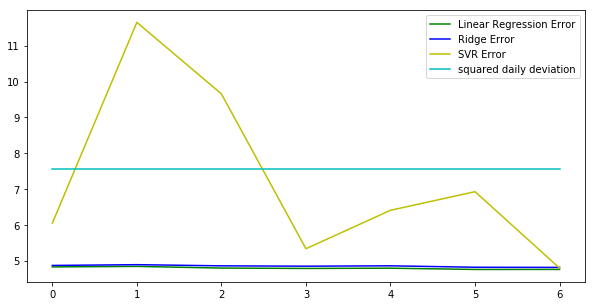 Linear Regression Error
Ridge Error
SVR Error
squared daily deviation
11
10
9
8
7
6
5
0 1 2 3 4 5 6